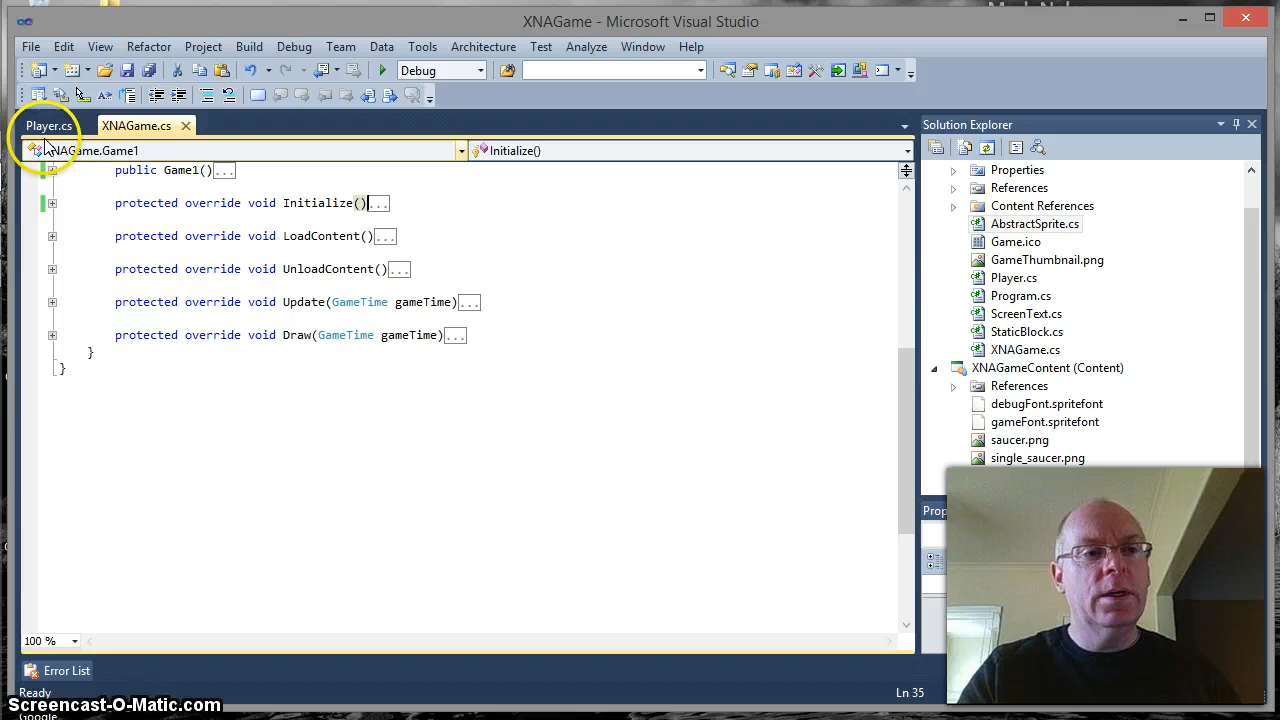 XNAGame - Microsoft Visual Studio
File Edit View Refactor Project Build Debug Team Data Tools Architecture Test Analyze Window Help
Debug
Player.cs XNAGame.cs
XNAGame.Game1 Initialize()
public Game1()...
protected override void Initialize()...
protected override void LoadContent()...
protected override void UnloadContent()...
protected override void Update(GameTime gameTime)...
protected override void Draw(GameTime gameTime)...
}
}
100 %
Error List
Ready Ln 35
Solution Explorer
Properties
References
Content References
AbstractSprite.cs
Game.ico
GameThumbnail.png
Player.cs
Program.cs
ScreenText.cs
StaticBlock.cs
XNAGame.cs
XNAGameContent (Content)
References
debugFont.spritefont
gameFont.spritefont
saucer.png
single_saucer.png
Prop
Screencast-O-Matic.com
Google